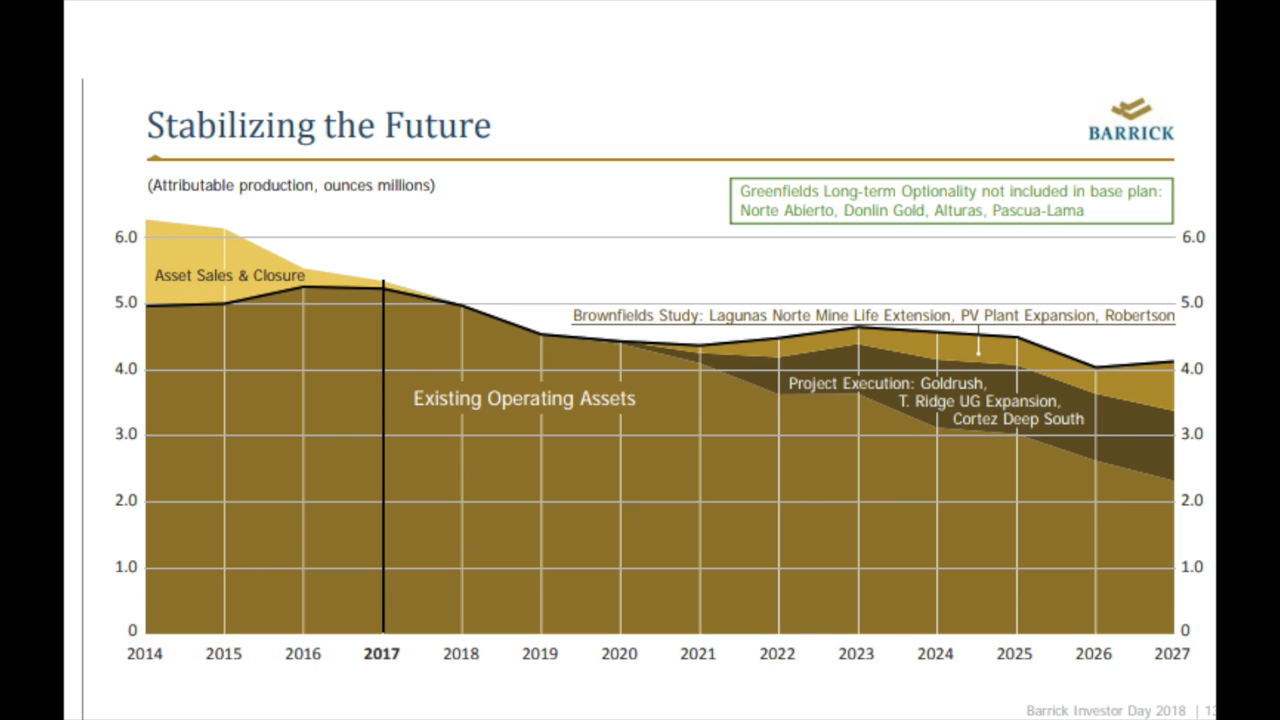 Stabilizing the Future
BARRICK
(Attributable production, ounces millions)
Greenfields Long-term Optionality not included in base plan:
Norte Abierto, Donlin Gold, Alturas, Pascua-Lama
6.0 6.0
Asset Sales & Closure
5.0 5.0
Brownfields Study: Lagunas Norte Mine Life Extension, PV Plant Expansion, Robertson
4.0 4.0
Project Execution: Goldrush,
Existing Operating Assets
T. Ridge UG Expansion,
Cortez Deep South
3.0 3.0
2.0 2.0
1.0 1.0
0 0
2014 2015 2016 2017 2018 2019 2020 2021 2022 2023 2024 2025 2026 2027
Barrick Investor Day 2018 |